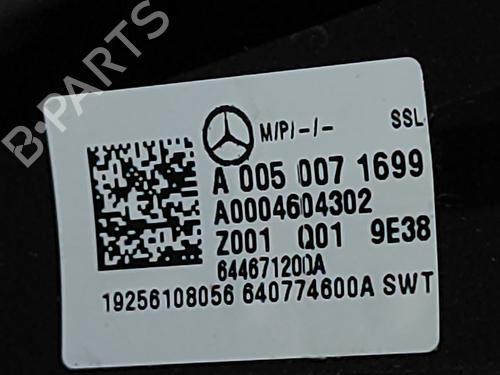 B-PARTS
M/P/-/- SSL
A 005 007 1699
A0004604302
Z001 Q01 9E38
644671200A
19256108056 640774600A SWT